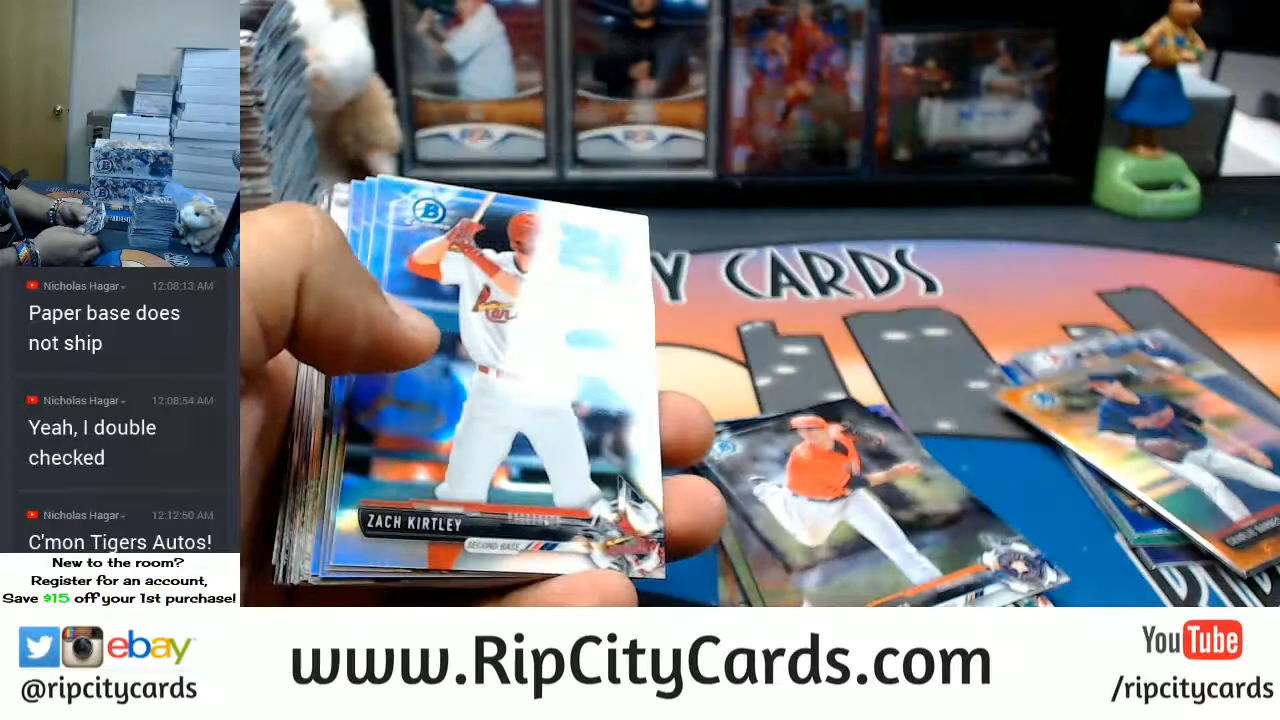 Nicholas Hagar 12:08:13 AM
Paper base does
not ship
Nicholas Hagar 12:08:54 AM
Yeah, I double
checked
Nicholas Hagar 12:12:50 AM
C'mon Tigers Autos!
New to the room?
Register for an account,
Save $15 off your 1st purchase!
ebay
@ripcitycards
www.RipCityCards.com
YouTube
/ripcitycards
Y CARDS
B
ZACH KIRTLEY
SECOND BASE